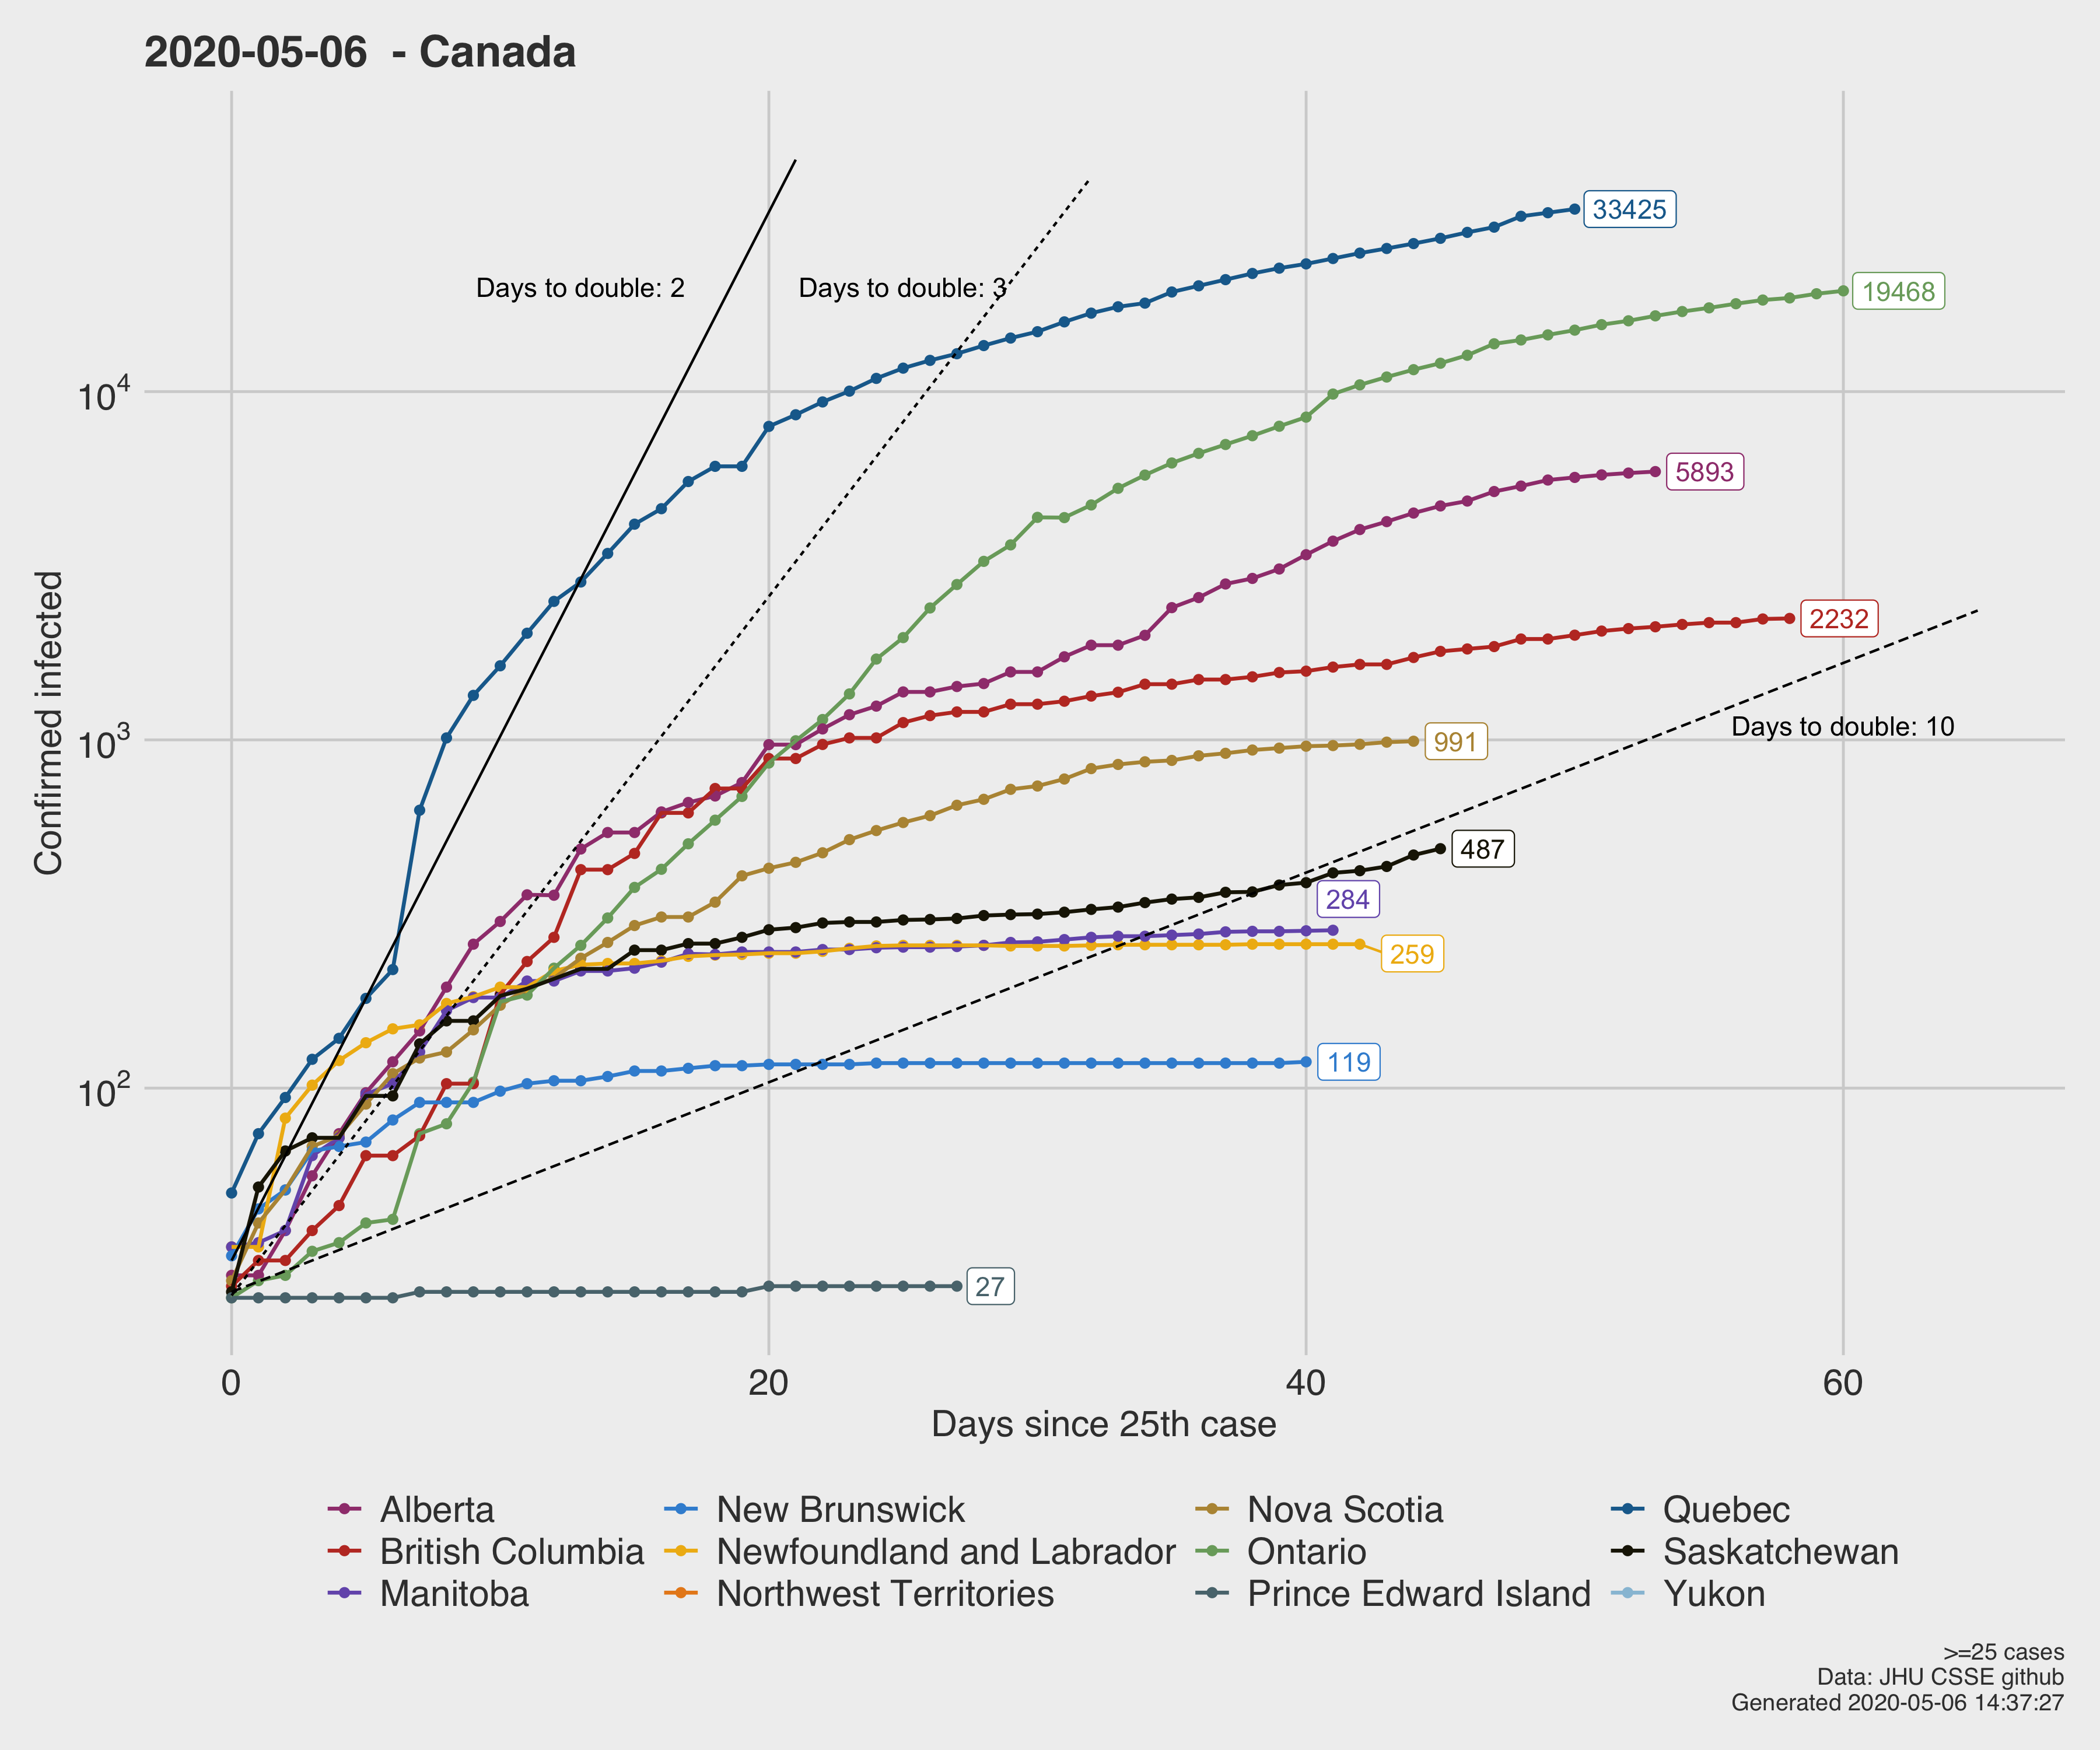 2020-05-06  - Canada
33425
Days to double: 2
Days to double: 3
19468
10^4
5893
2232
Days to double: 10
10^3
991
487
284
259
119
10^2
27
Confirmed infected
0 20 40 60
Days since 25th case
Alberta New Brunswick Nova Scotia Quebec
British Columbia Newfoundland and Labrador Ontario Saskatchewan
Manitoba Northwest Territories Prince Edward Island Yukon
>=25 cases
Data: JHU CSSE github
Generated 2020-05-06 14:37:27